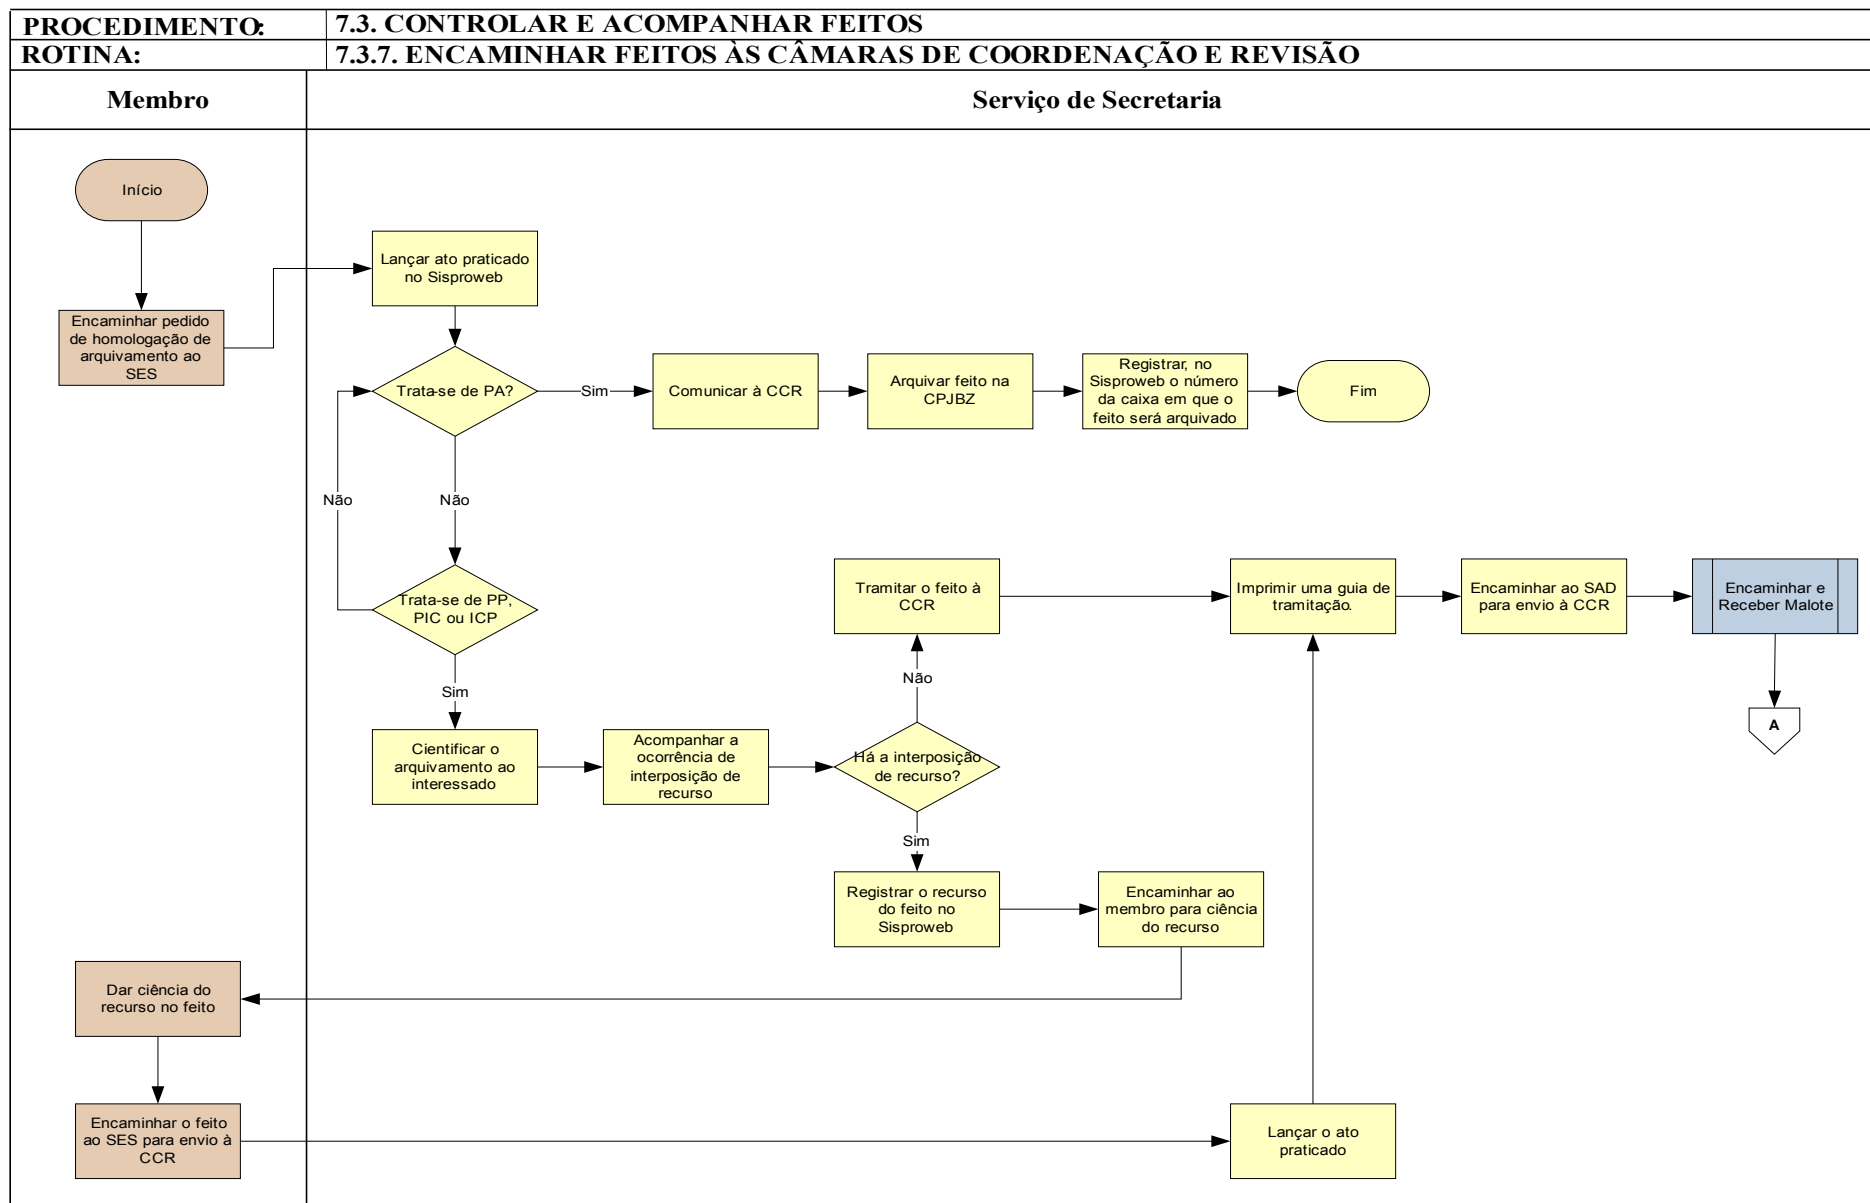 PROCEDIMENTO:
7.3. CONTROLAR E ACOMPANHAR FEITOS
ROTINA:
7.3.7. ENCAMINHAR FEITOS ÀS CÂMARAS DE COORDENAÇÃO E REVISÃO
Membro
Serviço de Secretaria
Início
Encaminhar pedido
de homologação de
arquivamento ao
SES
Lançar ato praticado
no Sisproweb
Trata-se de PA?
Sim
Comunicar à CCR
Arquivar feito na
CPJBZ
Registrar, no
Sisproweb o número
da caixa em que o
feito será arquivado
Fim
Não
Não
Trata-se de PP,
PIC ou ICP
Sim
Cientificar o
arquivamento ao
interessado
Acompanhar a
ocorrência de
interposição de
recurso
Há a interposição
de recurso?
Não
Tramitar o feito à
CCR
Imprimir uma guia de
tramitação.
Encaminhar ao SAD
para envio à CCR
Encaminhar e
Receber Malote
A
Sim
Registrar o recurso
do feito no
Sisproweb
Encaminhar ao
membro para ciência
do recurso
Dar ciência do
recurso no feito
Encaminhar o feito
ao SES para envio à
CCR
Lançar o ato
praticado